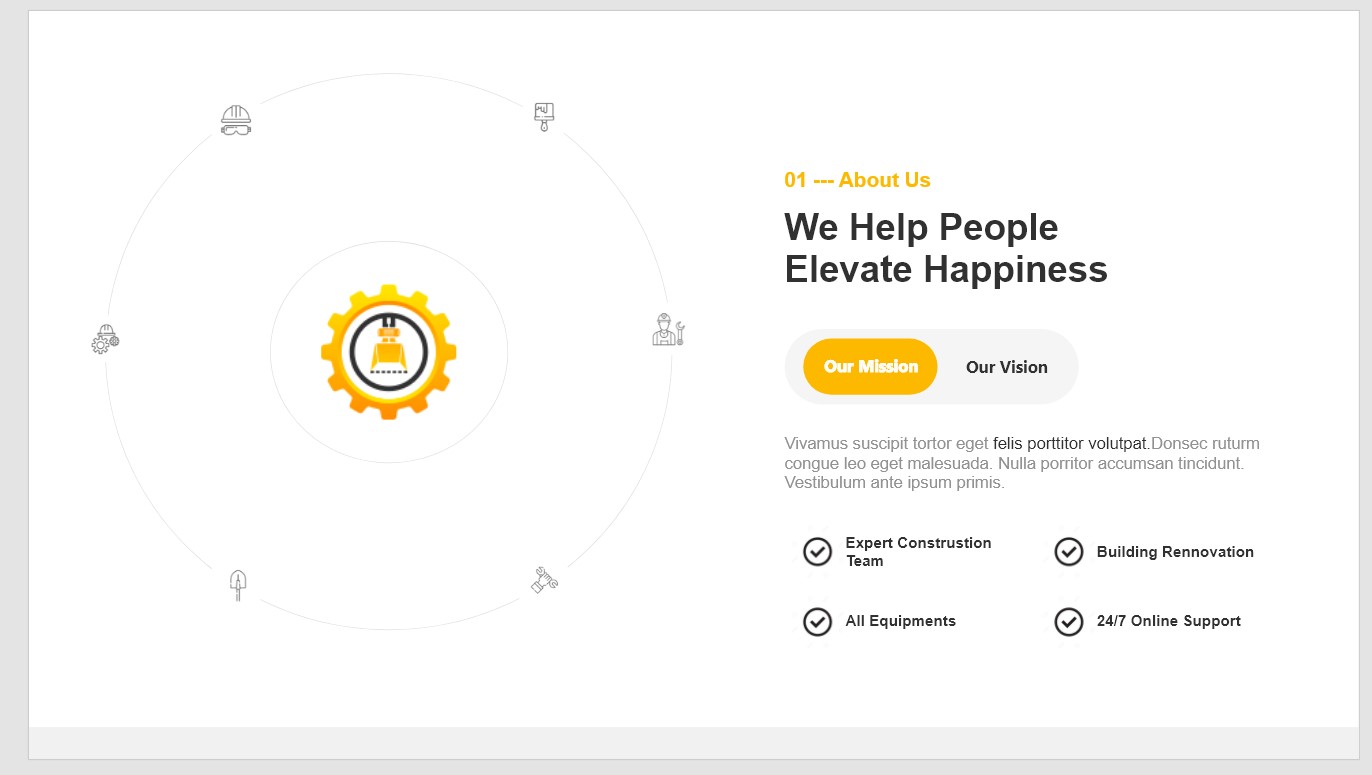 01 --- About Us
We Help People
Elevate Happiness
Our Mission
Our Vision
Vivamus suscipit tortor eget felis porttitor volutpat.Donsec ruturm
congue leo eget malesuada. Nulla porritor accumsan tincidunt.
Vestibulum ante ipsum primis.
Expert Construstion
Team
Building Rennovation
All Equipments
24/7 Online Support